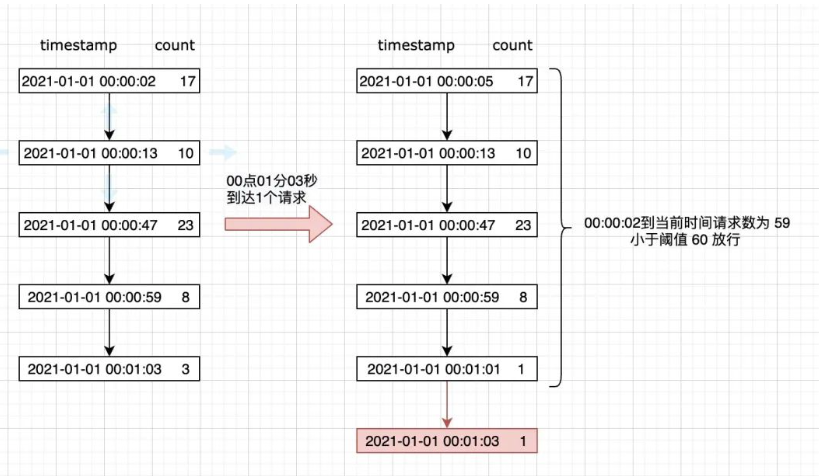 timestamp count
2021-01-01 00:00:02 17
2021-01-01 00:00:13 10
2021-01-01 00:00:47 23
2021-01-01 00:00:59 8
2021-01-01 00:01:03 3
00点01分03秒
到达1个请求
timestamp count
2021-01-01 00:00:05 17
2021-01-01 00:00:13 10
2021-01-01 00:00:47 23
2021-01-01 00:00:59 8
2021-01-01 00:01:01 1
2021-01-01 00:01:03 1
00:00:02到当前时间请求数为 59
小于阈值 60 放行